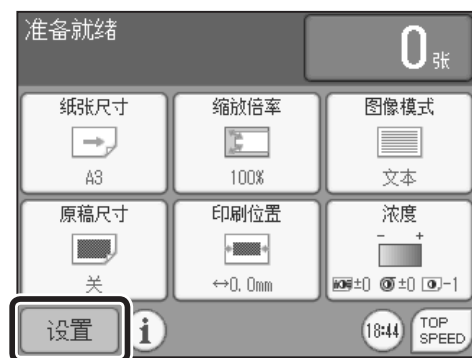 准备就绪
0 张
纸张尺寸 缩放倍率 图像模式
A3 100% 文本
原稿尺寸 印刷位置 浓度
- +
关 ↔0.0mm ±0 ±0 -1
设置 i 18:44 TOP SPEED